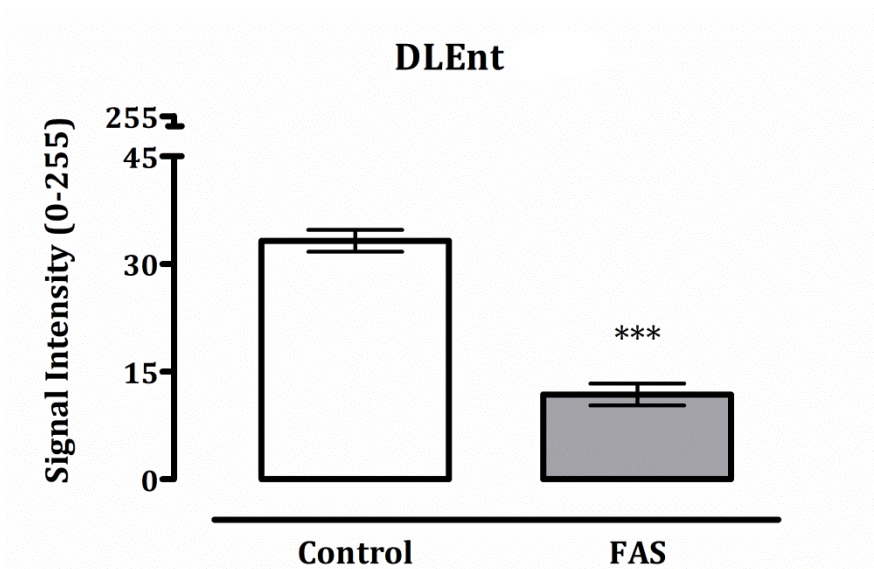 DLEnt
Signal Intensity (0-255)
255
45
30
15
0
***
Control
FAS